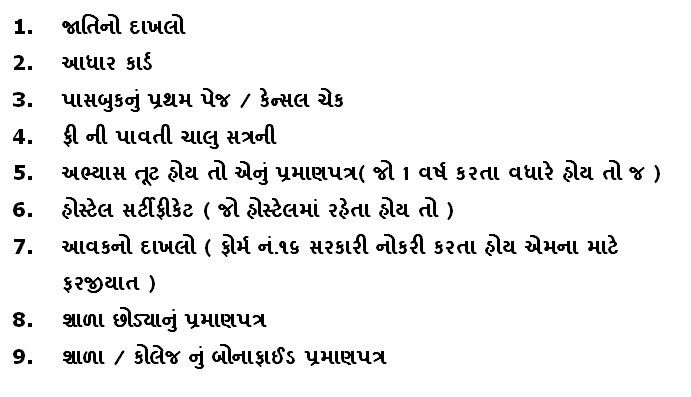 1. જાતિનો દાખલો
2. આધાર કાર્ડ
3. પાસબુકનું પ્રથમ પેજ / કેન્સલ ચેક
4. ફી ની પાવતી ચાલુ સત્રની
5. અભ્યાસ તૂટ હોય તો એનું પ્રમાણપત્ર( જો 1 વર્ષ કરતા વધારે હોય તો જ )
6. હોસ્ટેલ સર્ટીફીકેટ ( જો હોસ્ટેલમાં રહેતા હોય તો )
7. આવકનો દાખલો ( ફોર્મ નં.૧૬ સરકારી નોકરી કરતા હોય એમના માટે
ફરજીયાત )
8. શાળા છોડ્યાનું પ્રમાણપત્ર
9. શાળા / કોલેજ નું બોનાફાઈડ પ્રમાણપત્ર